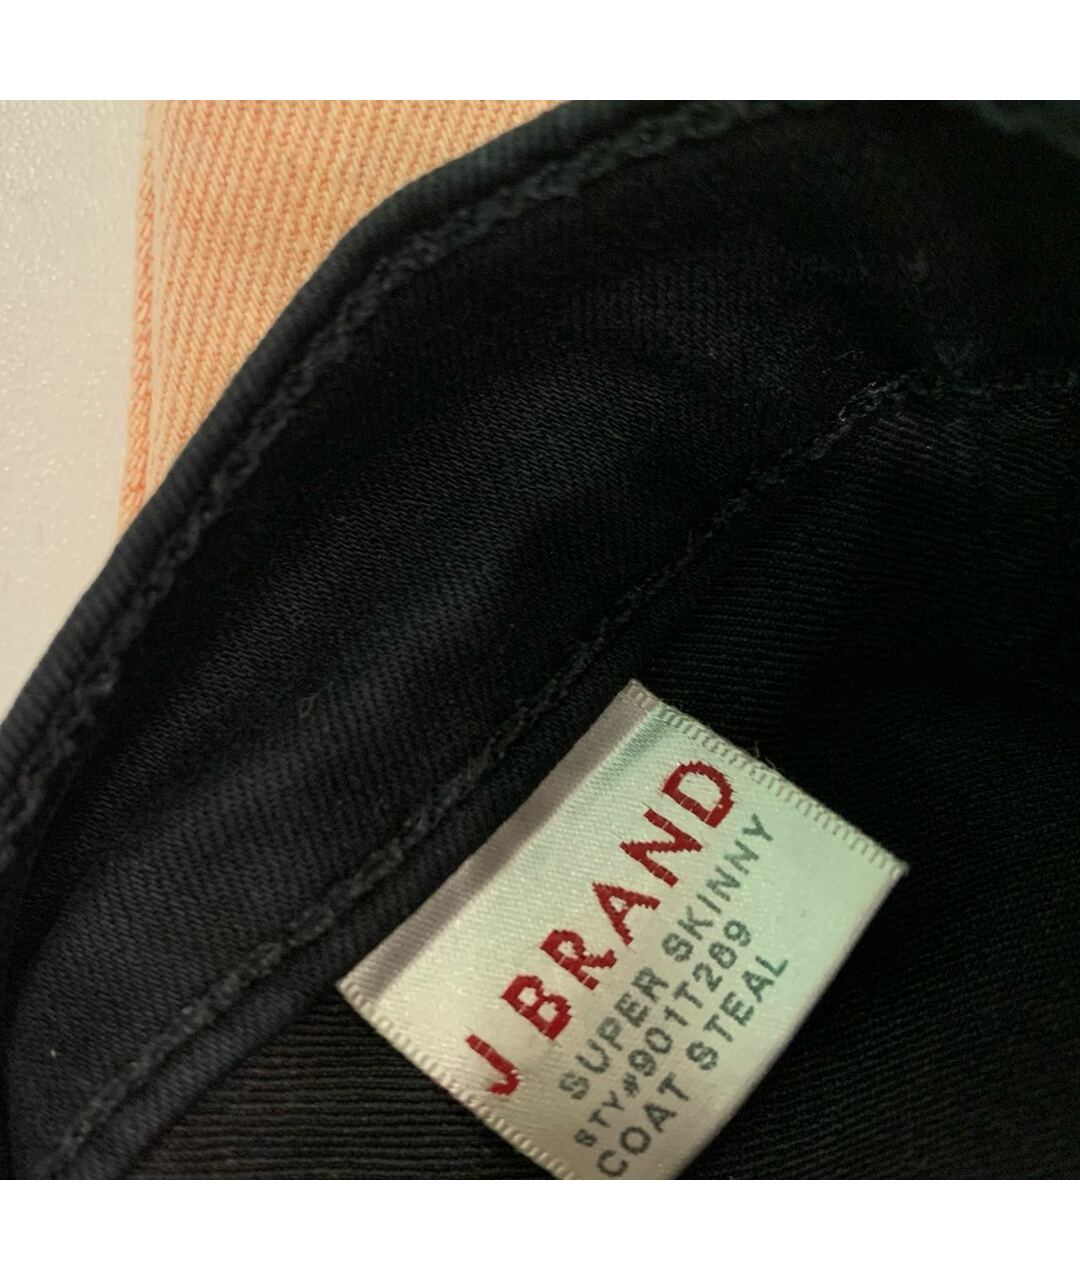 J BRAND
SUPER SKINNY
STY#901T289
COAT STEAL